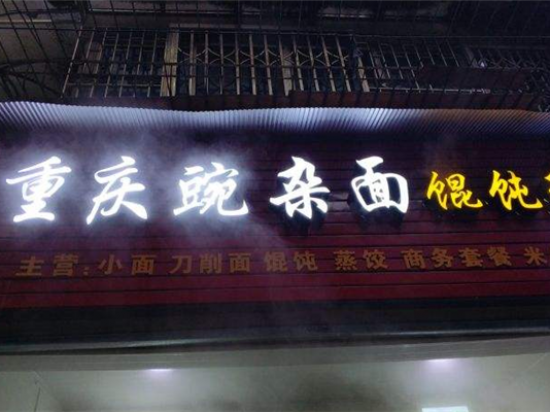 重庆豌杂面 馄饨
主营:小面 刀削面 馄饨 蒸饺 商务套餐 米